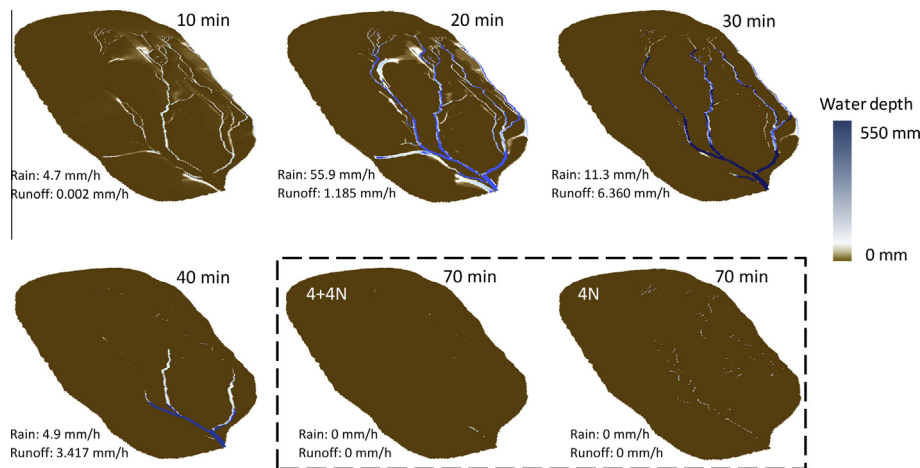 10 min
20 min
30 min
Rain: 4.7 mm/h
Runoff: 0.002 mm/h
Rain: 55.9 mm/h
Runoff: 1.185 mm/h
Rain: 11.3 mm/h
Runoff: 6.360 mm/h
Water depth
550 mm
0 mm
40 min
4+4N
70 min
4N
70 min
Rain: 4.9 mm/h
Runoff: 3.417 mm/h
Rain: 0 mm/h
Runoff: 0 mm/h
Rain: 0 mm/h
Runoff: 0 mm/h